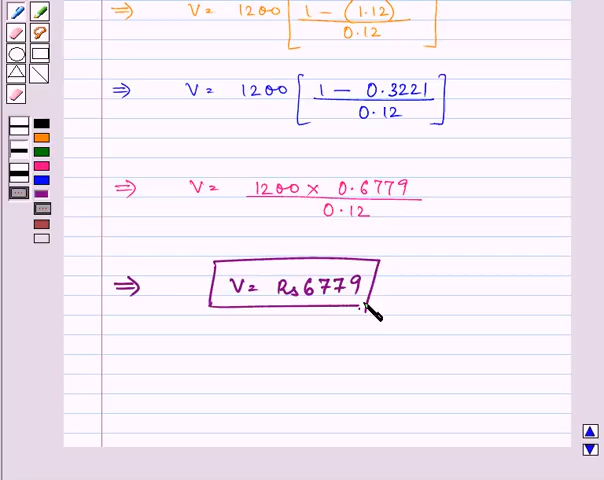 ⇒ V = 1200 [ 1 - (1.12) / 0.12 ]
⇒ V = 1200 [ 1 - 0.3221 / 0.12 ]
⇒ V = 1200 × 0.6779 / 0.12
⇒ V = Rs 6779